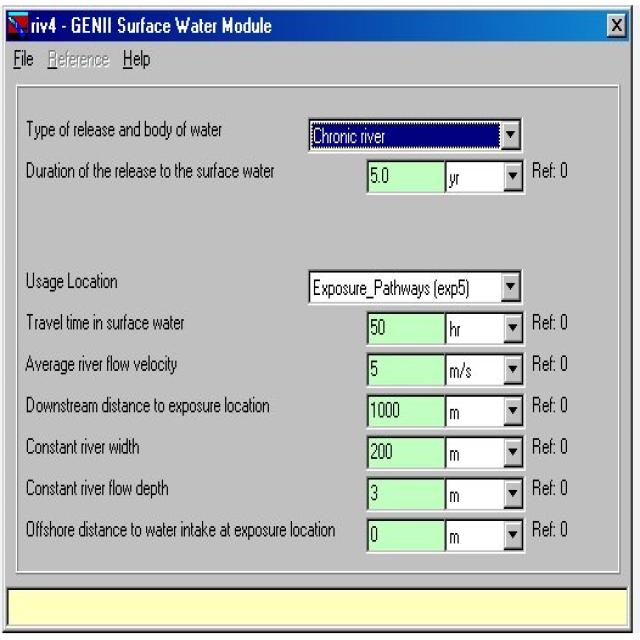 riv4 - GENII Surface Water Module
File Reference Help
Type of release and body of water Chronic river
Duration of the release to the surface water 5.0 yr Ref: 0
Usage Location Exposure_Pathways (exp5)
Travel time in surface water 50 hr Ref: 0
Average river flow velocity 5 m/s Ref: 0
Downstream distance to exposure location 1000 m Ref: 0
Constant river width 200 m Ref: 0
Constant river flow depth 3 m Ref: 0
Offshore distance to water intake at exposure location 0 m Ref: 0